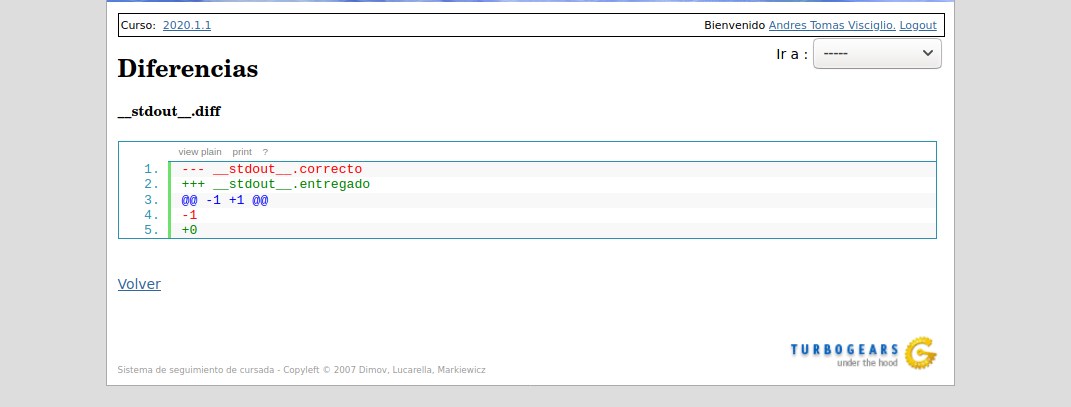 Curso: 2020.1.1
Bienvenido Andres Tomas Visciglio. Logout
Ir a : -----
Diferencias
__stdout__.diff
view plain print ?
1. --- __stdout__.correcto
2. +++ __stdout__.entregado
3. @@ -1 +1 @@
4. -1
5. +0
Volver
TURBOGEARS
under the hood
Sistema de seguimiento de cursada - Copyleft © 2007 Dimov, Lucarella, Markiewicz